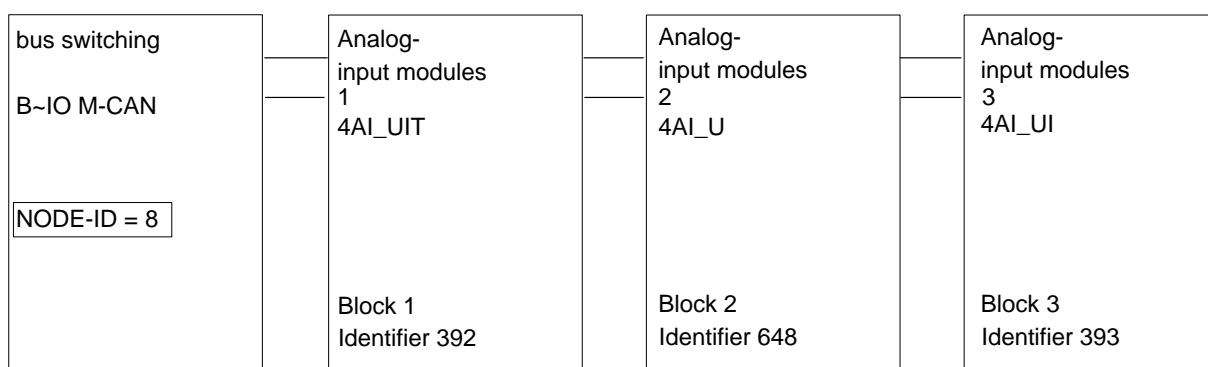 bus switching
B~IO M-CAN
NODE-ID = 8
Analog-
input modules
1
4AI_UIT
Block 1
Identifier 392
Analog-
input modules
2
4AI_U
Block 2
Identifier 648
Analog-
input modules
3
4AI_UI
Block 3
Identifier 393